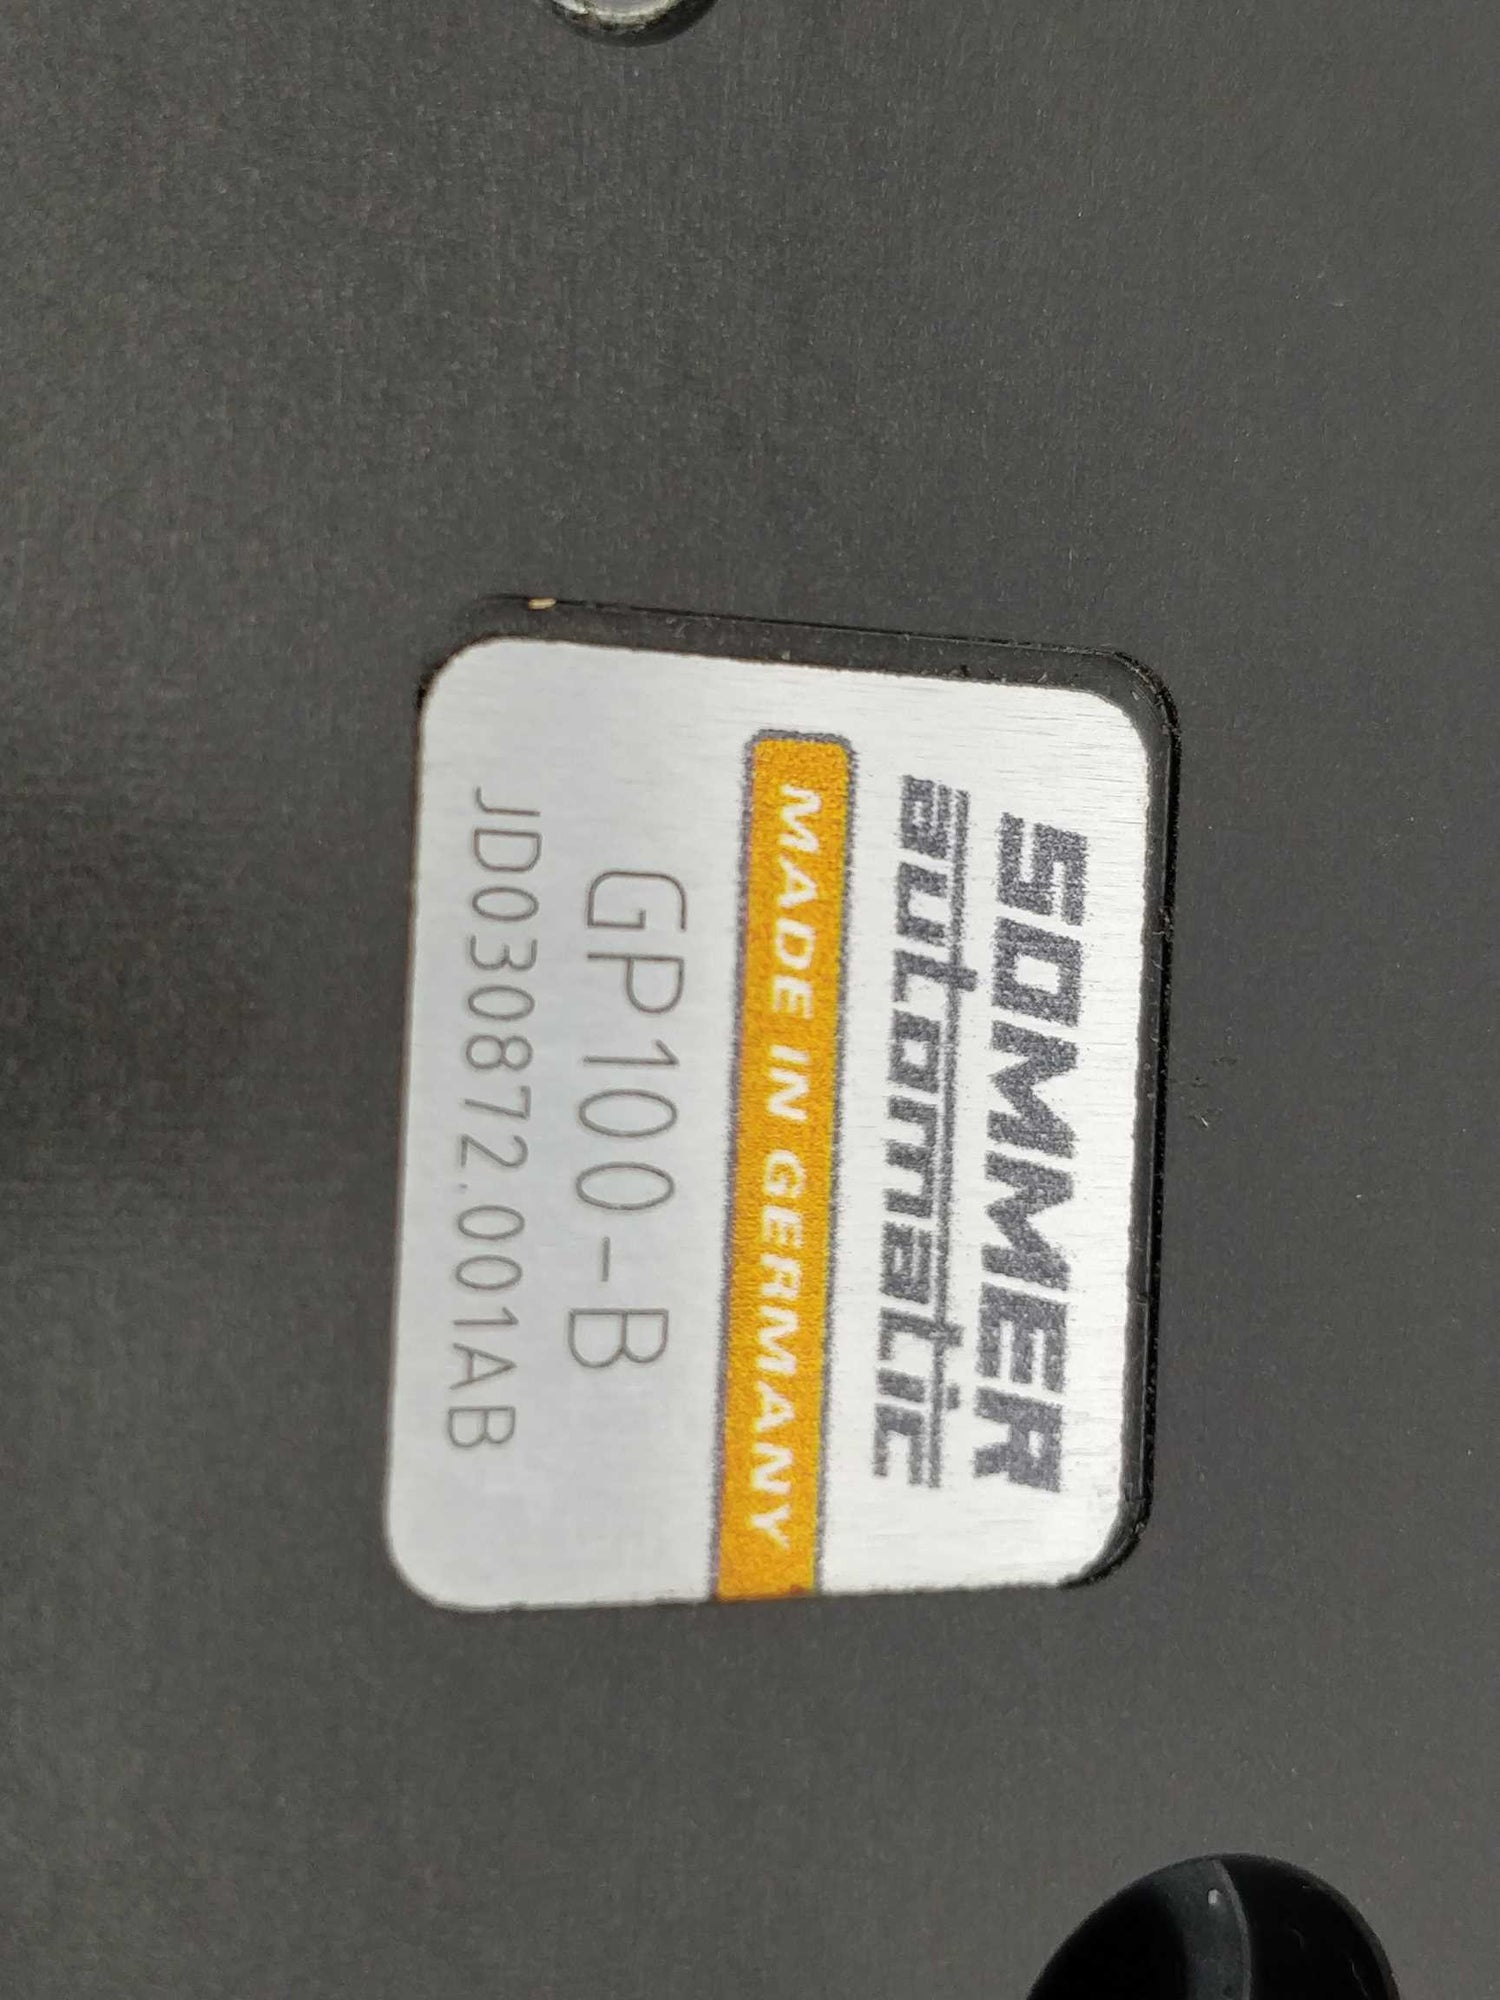 SOMMER
automatic
MADE IN GERMANY
GP100-B
JD030872.001AB